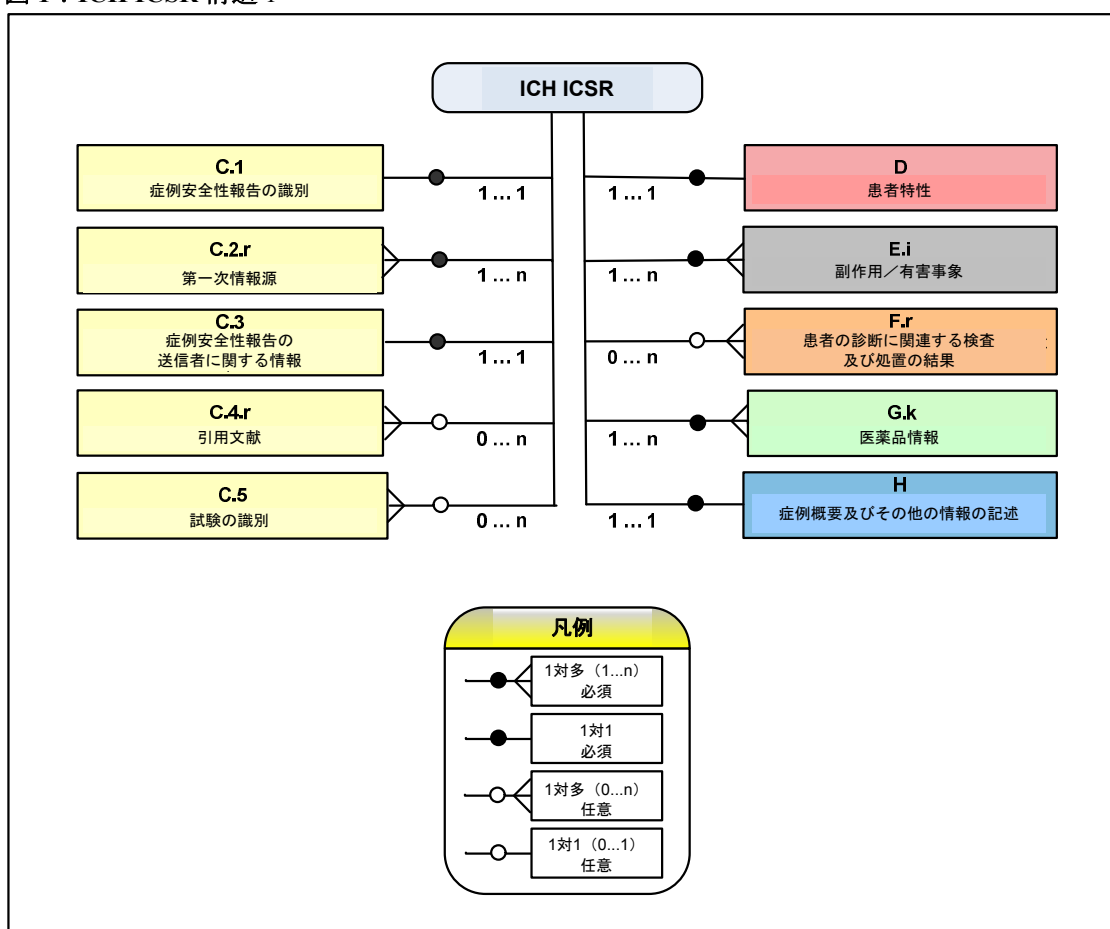 ICH ICSR
C.1
症例安全性報告の識別
1 ... 1
C.2.r
第一次情報源
1 ... n
C.3
症例安全性報告の
送信者に関する情報
1 ... 1
C.4.r
引用文献
0 ... n
C.5
試験の識別
0 ... n
D
患者特性
1 ... 1
E.i
副作用／有害事象
1 ... n
F.r
患者の診断に関連する検査
及び処置の結果
0 ... n
G.k
医薬品情報
1 ... n
H
症例概要及びその他の情報の記述
1 ... 1
凡例
1対多（1...n）
必須
1対1
必須
1対多（0...n）
任意
1対1（0...1）
任意